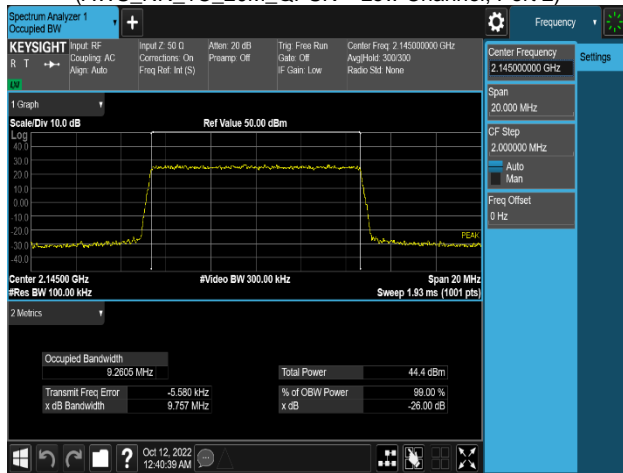 Spectrum Analyzer 1
Occupied BW
+
Frequency
KEYSIGHT Input: RF
R T Coupling: AC
Align: Auto
Input Z: 50 Ω
Corrections: On
Freq Ref: Int (S)
Atten: 20 dB
Preamp: Off
Trig: Free Run
Gate: Off
IF Gain: Low
Center Freq: 2.145000000 GHz
Avg|Hold: 300/300
Radio Std: None
Center Frequency
2.145000000 GHz
Settings
Span
20.000 MHz
CF Step
2.000000 MHz
Auto
Man
Freq Offset
0 Hz
1 Graph
Scale/Div 10.0 dB
Ref Value 50.00 dBm
Log
40.0
30.0
20.0
10.0
0.00
-10.0
-20.0
-30.0
-40.0
PEAK
Center 2.14500 GHz
#Video BW 300.00 kHz
Span 20 MHz
#Res BW 100.00 kHz
Sweep 1.93 ms (1001 pts)
2 Metrics
Occupied Bandwidth
9.2605 MHz
Total Power 44.4 dBm
Transmit Freq Error -5.580 kHz
% of OBW Power 99.00 %
x dB Bandwidth 9.757 MHz
x dB -26.00 dB
?
Oct 12, 2022
12:40:39 AM